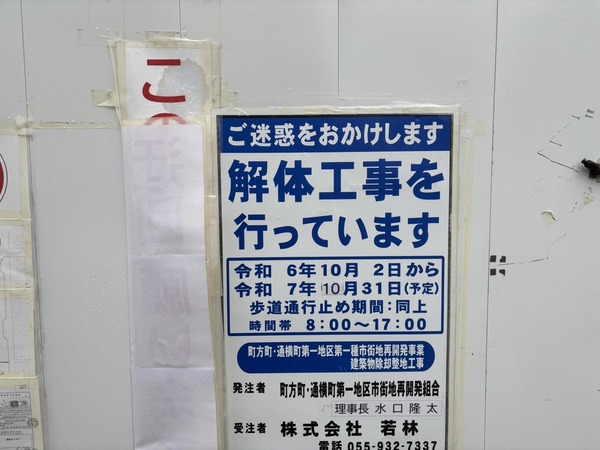 ご迷惑をおかけします
解体工事を
行っています
令和 6年10月 2日から
令和 7年10月31日(予定)
歩道通行止め期間:同上
時間帯 8:00~17:00
町方町・通横町第一地区第一種市街地再開発事業
建築物除却整地工事
発注者 町方町・通横町第一地区市街地再開発組合
理事長 水口隆太
受注者 株式会社 若林
電話 055-932-7337